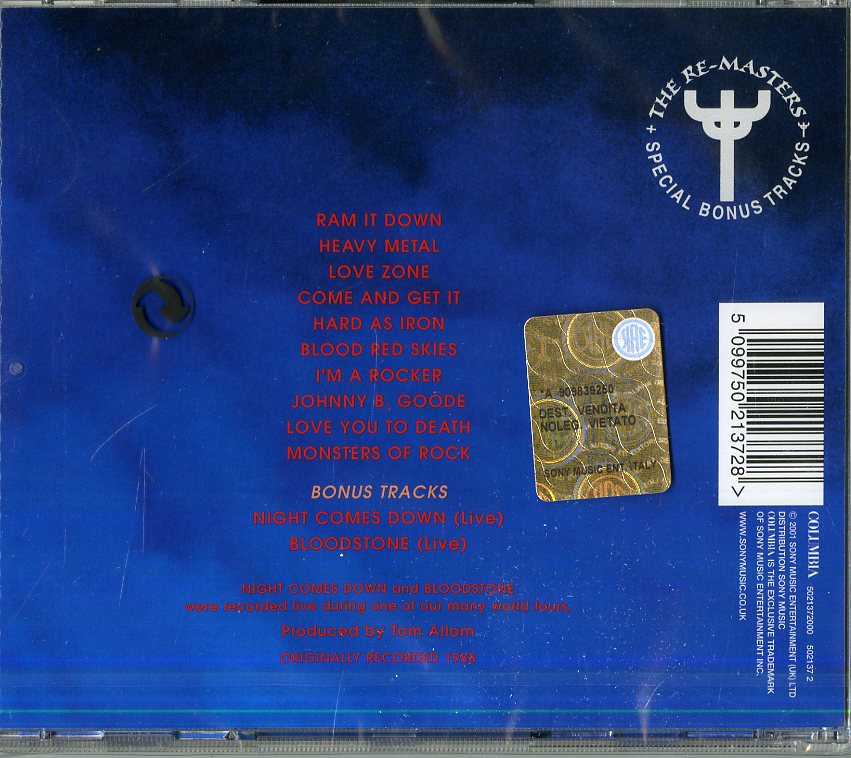 THE RE-MASTERS
+ SPECIAL BONUS TRACKS +
RAM IT DOWN
HEAVY METAL
LOVE ZONE
COME AND GET IT
HARD AS IRON
BLOOD RED SKIES
I'M A ROCKER
JOHNNY B. GOODE
LOVE YOU TO DEATH
MONSTERS OF ROCK
BONUS TRACKS
NIGHT COMES DOWN (Live)
BLOODSTONE (Live)
NIGHT COMES DOWN and BLOODSTONE
were recorded live during one of our many world tours.
Produced by Tom Allom
ORIGINALLY RECORDED 1988
*A 909839280
DEST. VENDITA
NOLEG. VIETATO
SONY MUSIC ENT. ITALY
5 099750 213728 >
COLUMBIA 5021372000 502137 2
© 2001 SONY MUSIC ENTERTAINMENT (UK) LTD
DISTRIBUTION SONY MUSIC
COLUMBIA IS THE EXCLUSIVE TRADEMARK
OF SONY MUSIC ENTERTAINMENT INC.
WWW.SONYMUSIC.CO.UK